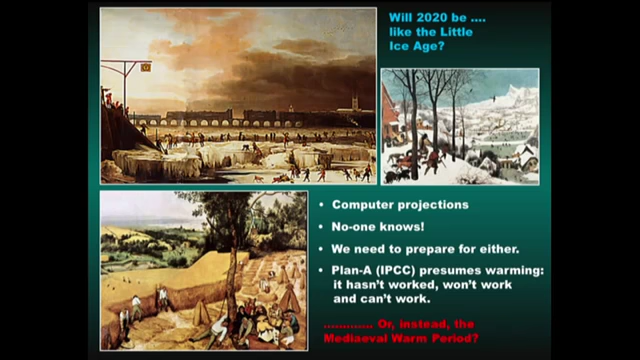 Will 2020 be ....
like the Little
Ice Age?
• Computer projections
• No-one knows!
• We need to prepare for either.
• Plan-A (IPCC) presumes warming:
it hasn't worked, won't work
and can't work.
............. Or, instead, the
Mediaeval Warm Period?